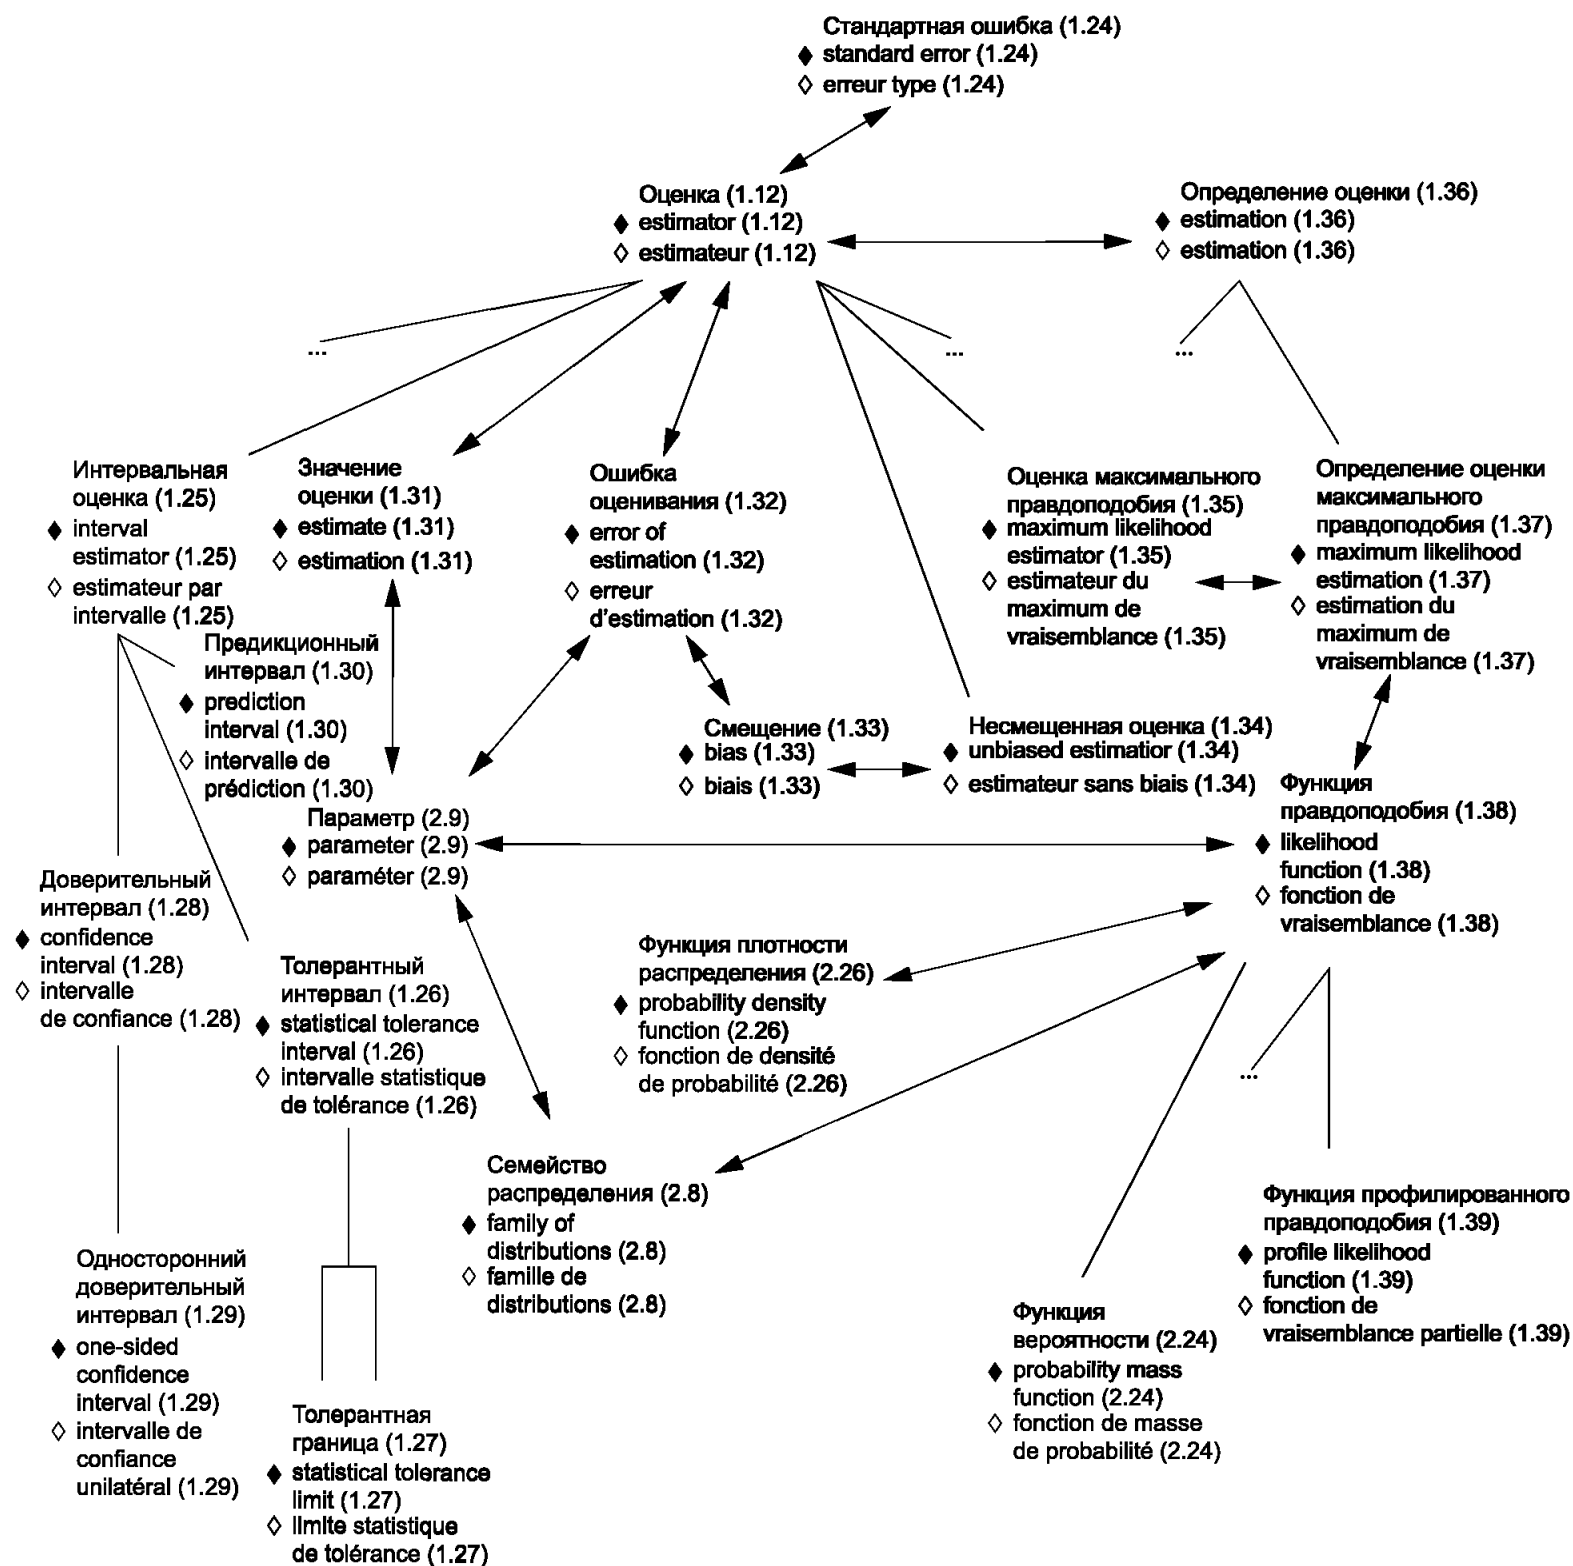 Стандартная ошибка (1.24)
◆ standard error (1.24)
◇ erreur type (1.24)
Оценка (1.12)
◆ estimator (1.12)
◇ estimateur (1.12)
Определение оценки (1.36)
◆ estimation (1.36)
◇ estimation (1.36)
...
...
...
Интервальная
оценка (1.25)
◆ interval
estimator (1.25)
◇ estimateur par
intervalle (1.25)
Значение
оценки (1.31)
◆ estimate (1.31)
◇ estimation (1.31)
Ошибка
оценивания (1.32)
◆ error of
estimation (1.32)
◇ erreur
d'estimation (1.32)
Оценка максимального
правдоподобия (1.35)
◆ maximum likelihood
estimator (1.35)
◇ estimateur du
maximum de
vraisemblance (1.35)
Определение оценки
максимального
правдоподобия (1.37)
◆ maximum likelihood
estimation (1.37)
◇ estimation du
maximum de
vraisemblance (1.37)
Предикционный
интервал (1.30)
◆ prediction
interval (1.30)
◇ intervalle de
prédiction (1.30)
Смещение (1.33)
◆ bias (1.33)
◇ biais (1.33)
Несмещенная оценка (1.34)
◆ unbiased estimatior (1.34)
◇ estimateur sans biais (1.34)
Параметр (2.9)
◆ parameter (2.9)
◇ paraméter (2.9)
Функция
правдоподобия (1.38)
◆ likelihood
function (1.38)
◇ fonction de
vraisemblance (1.38)
Доверительный
интервал (1.28)
◆ confidence
interval (1.28)
◇ intervalle
de confiance (1.28)
Толерантный
интервал (1.26)
◆ statistical tolerance
interval (1.26)
◇ intervalle statistique
de tolérance (1.26)
Функция плотности
распределения (2.26)
◆ probability density
function (2.26)
◇ fonction de densité
de probabilité (2.26)
...
Семейство
распределения (2.8)
◆ family of
distributions (2.8)
◇ famille de
distributions (2.8)
Функция профилированного
правдоподобия (1.39)
◆ profile likelihood
function (1.39)
◇ fonction de
vraisemblance partielle (1.39)
Односторонний
доверительный
интервал (1.29)
◆ one-sided
confidence
interval (1.29)
◇ intervalle de
confiance
unilatéral (1.29)
Функция
вероятности (2.24)
◆ probability mass
function (2.24)
◇ fonction de masse
de probabilité (2.24)
Толерантная
граница (1.27)
◆ statistical tolerance
limit (1.27)
◇ limite statistique
de tolérance (1.27)